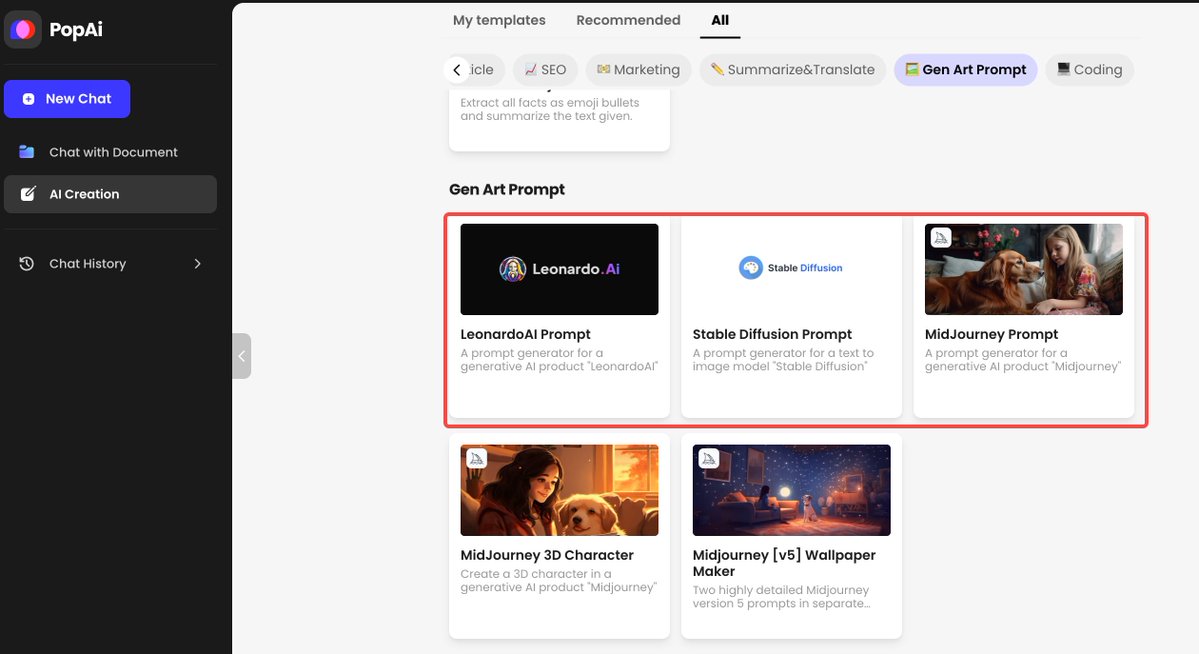 PopAi
New Chat
Chat with Document
AI Creation
Chat History
My templates
Recommended
All
SEO
Marketing
Summarize&Translate
Gen Art Prompt
Coding
Extract all facts as emoji bullets
and summarize the text given.
Gen Art Prompt
Leonardo.Ai
LeonardoAI Prompt
A prompt generator for a
generative AI product "LeonardoAI"
Stable Diffusion
Stable Diffusion Prompt
A prompt generator for a text to
image model "Stable Diffusion"
MidJourney Prompt
A prompt generator for a
generative AI product "Midjourney"
MidJourney 3D Character
Create a 3D character in a
generative AI product "Midjourney"
Midjourney [v5] Wallpaper
Maker
Two highly detailed Midjourney
version 5 prompts in separate...